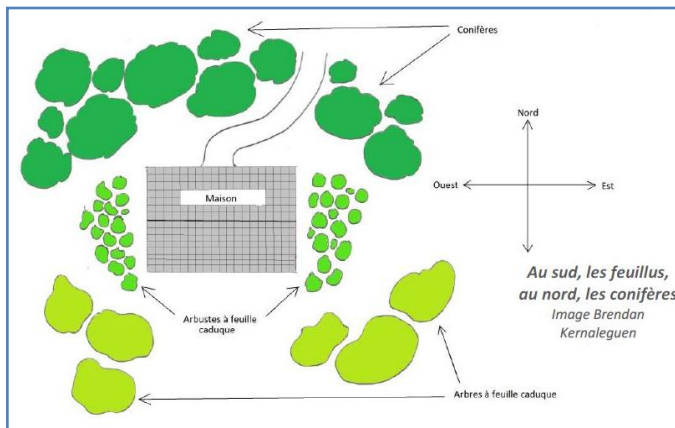 Conifères
Nord
Ouest
Est
Maison
Au sud, les feuillus,
au nord, les conifères
Image Brendan
Kernaleguen
Arbustes à feuille
caduque
Arbres à feuille caduque